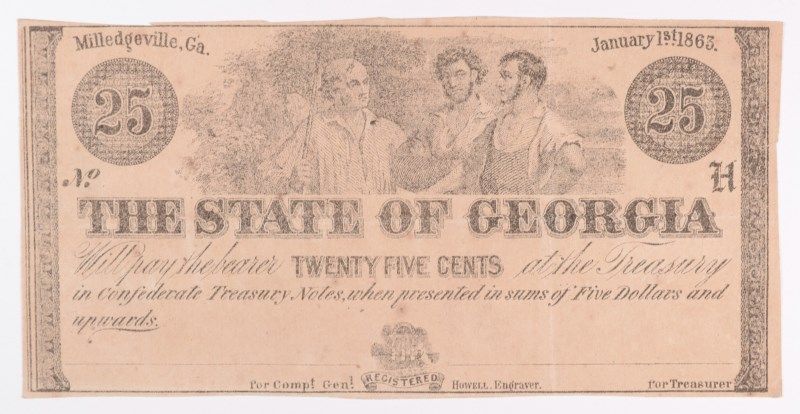 Milledgeville, Ga. January 1st 1863.
25 25
No H
THE STATE OF GEORGIA
Will pay the bearer TWENTY FIVE CENTS at the Treasury
in Confederate Treasury Notes, when presented in sums of Five Dollars and
upwards.
for Compt. Genl. REGISTERED HOWELL, Engraver. for Treasurer